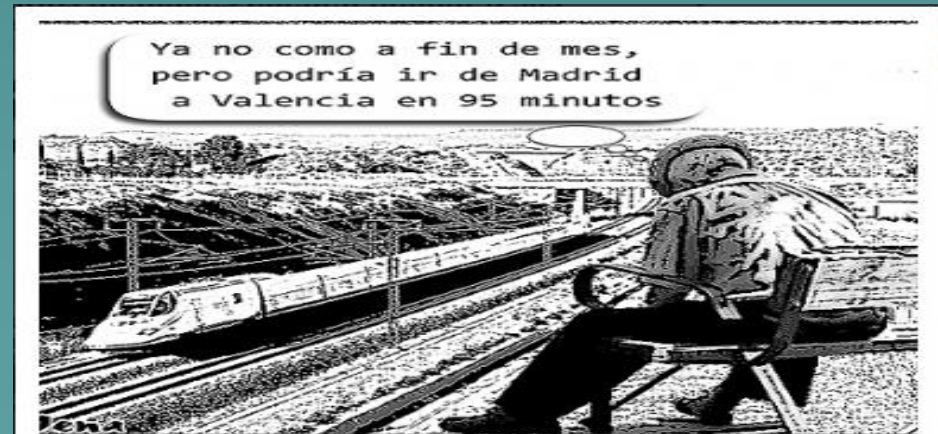 Ya no como a fin de mes,
pero podría ir de Madrid
a Valencia en 95 minutos